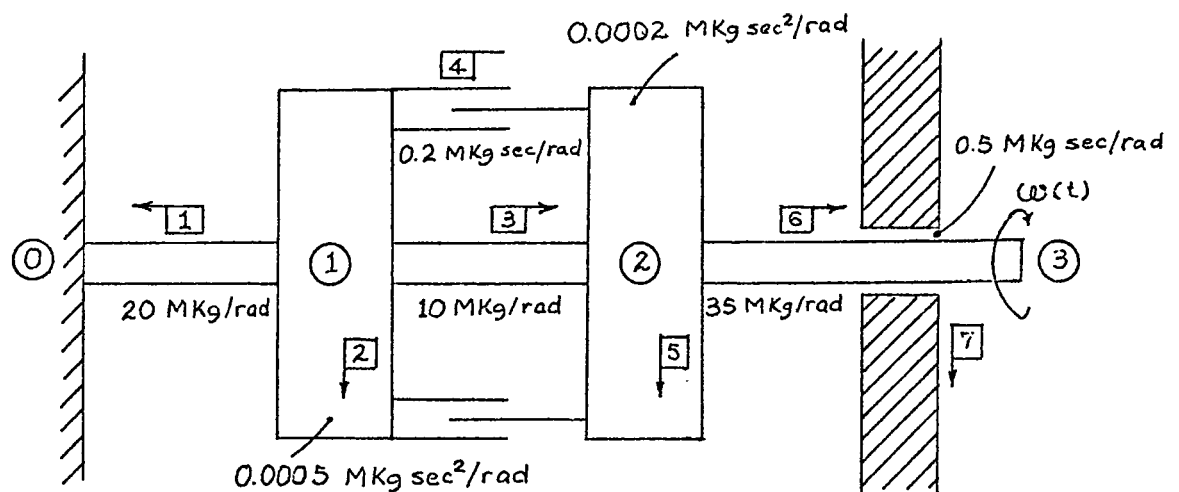 0.0002 MKg sec²/rad
4
0.2 MKg sec/rad
0.5 MKg sec/rad
ω(t)
1
3
6
0
1
2
3
20 MKg/rad
10 MKg/rad
35 MKg/rad
2
5
7
0.0005 MKg sec²/rad